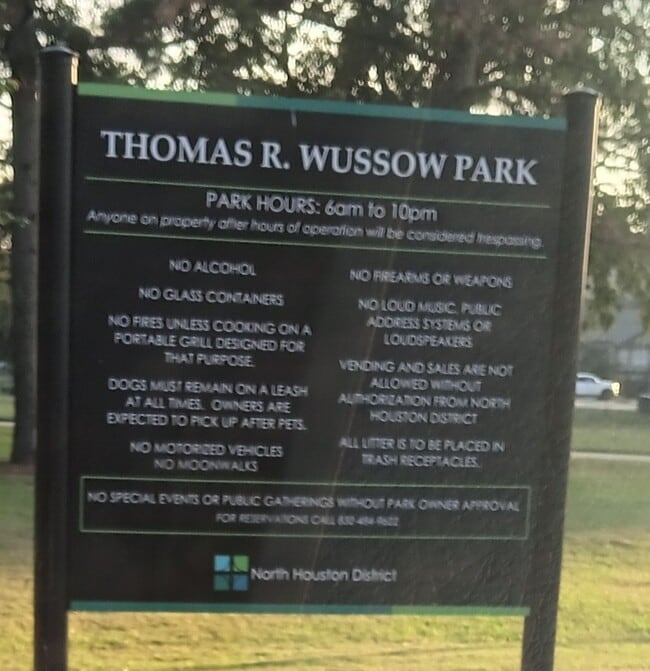 THOMAS R. WUSSOW PARK
PARK HOURS: 6am to 10pm
Anyone on property after hours of operation will be considered trespassing.
NO ALCOHOL
NO GLASS CONTAINERS
NO FIRES UNLESS COOKING ON A
PORTABLE GRILL DESIGNED FOR
THAT PURPOSE.
DOGS MUST REMAIN ON A LEASH
AT ALL TIMES. OWNERS ARE
EXPECTED TO PICK UP AFTER PETS.
NO MOTORIZED VEHICLES
NO MOONWALKS
NO FIREARMS OR WEAPONS
NO LOUD MUSIC, PUBLIC
ADDRESS SYSTEMS OR
LOUDSPEAKERS
VENDING AND SALES ARE NOT
ALLOWED WITHOUT
AUTHORIZATION FROM NORTH
HOUSTON DISTRICT
ALL LITTER IS TO BE PLACED IN
TRASH RECEPTACLES.
NO SPECIAL EVENTS OR PUBLIC GATHERINGS WITHOUT PARK OWNER APPROVAL
FOR RESERVATIONS CALL
North Houston District